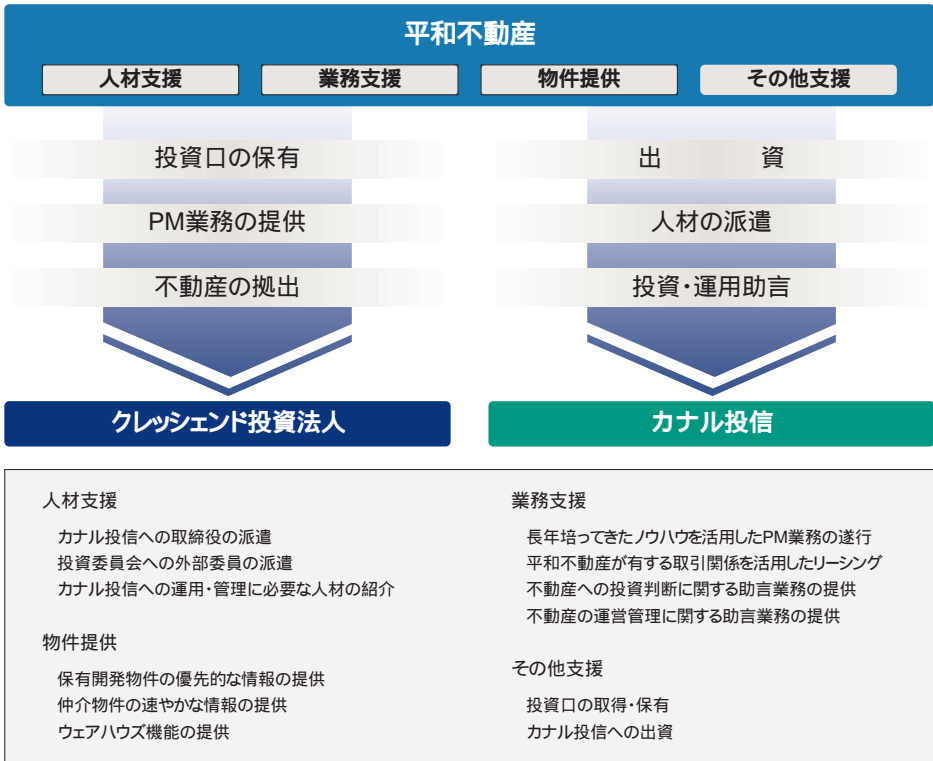 平和不動産
人材支援 業務支援 物件提供 その他支援
投資口の保有
PM業務の提供
不動産の拠出
クレッシェンド投資法人
出 資
人材の派遣
投資・運用助言
カナル投信
人材支援
カナル投信への取締役の派遣
投資委員会への外部委員の派遣
カナル投信への運用・管理に必要な人材の紹介
物件提供
保有開発物件の優先的な情報の提供
仲介物件の速やかな情報の提供
ウェアハウズ機能の提供
業務支援
長年培ってきたノウハウを活用したPM業務の遂行
平和不動産が有する取引関係を活用したリーシング
不動産への投資判断に関する助言業務の提供
不動産の運営管理に関する助言業務の提供
その他支援
投資口の取得・保有
カナル投信への出資